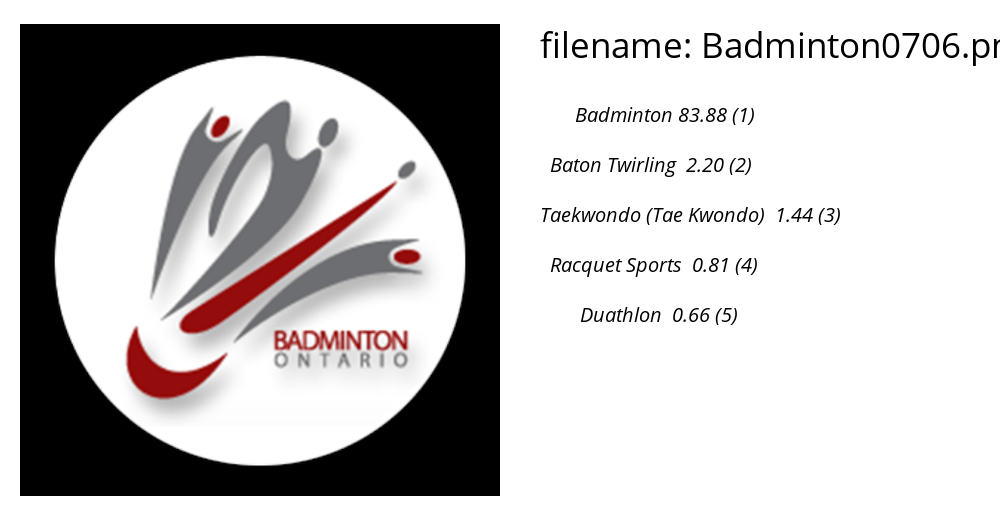 filename: Badminton0706.pr
Badminton 83.88 (1)
Baton Twirling 2.20 (2)
Taekwondo (Tae Kwondo) 1.44 (3)
Racquet Sports 0.81 (4)
Duathlon 0.66 (5)
BADMINTON
ONTARIO